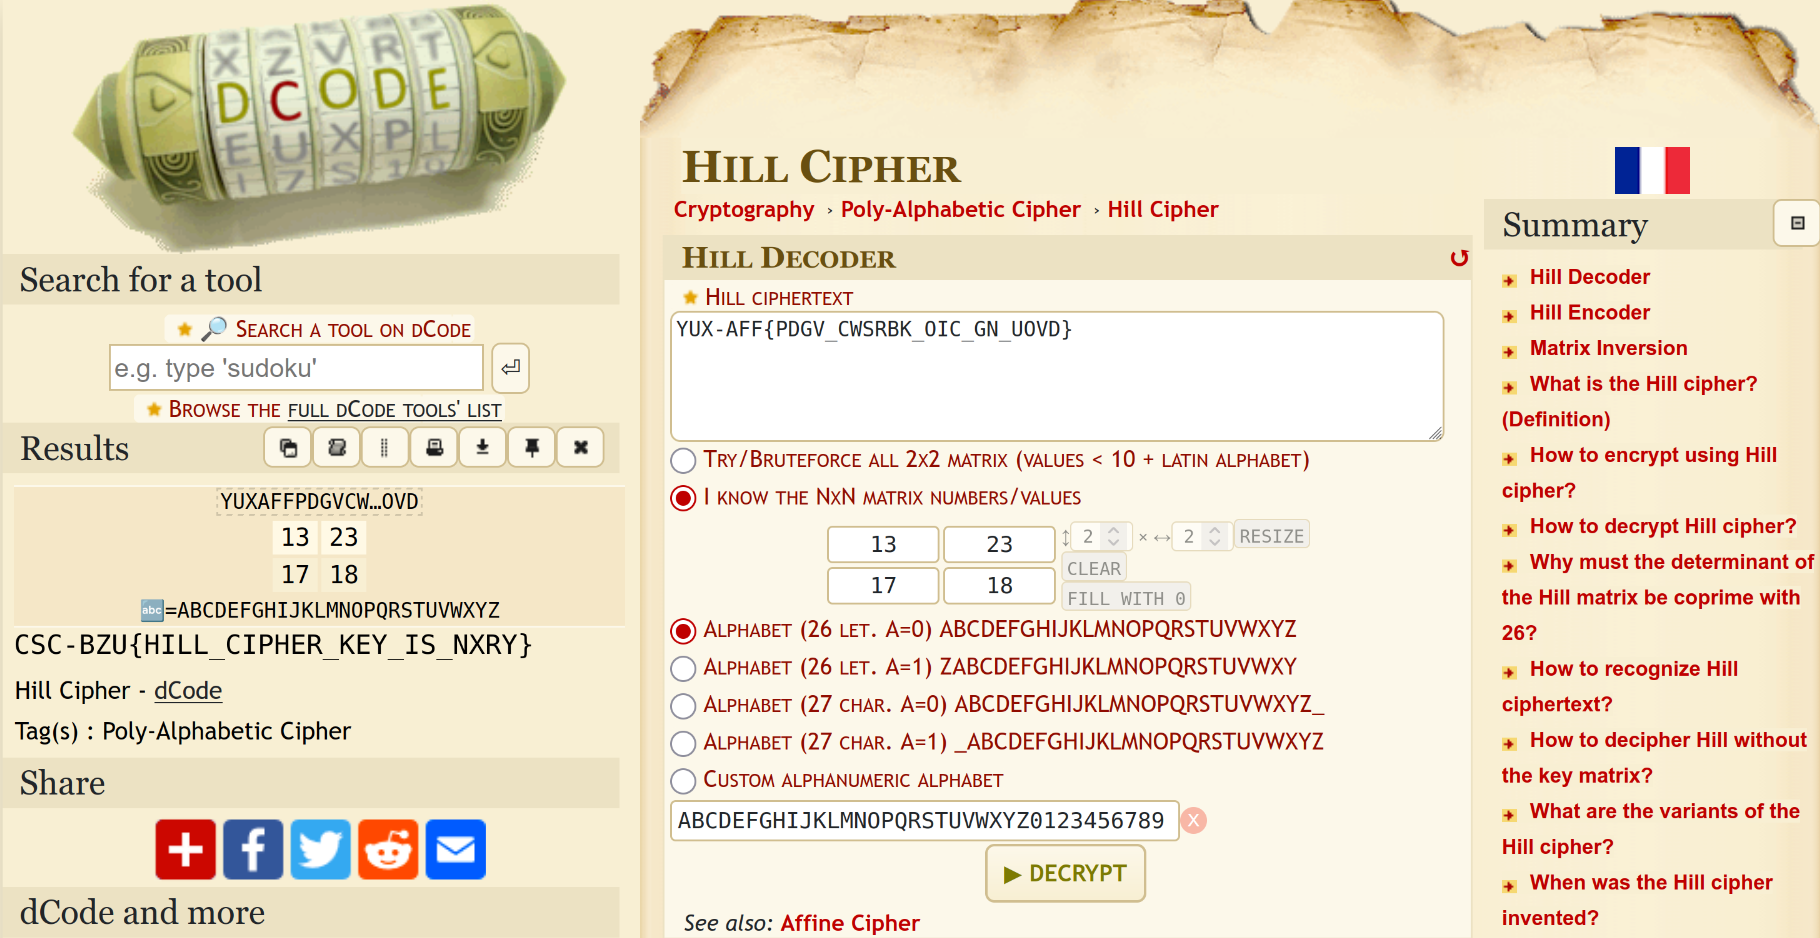 X Z V R T
D C O D E
E U X P L
Search for a tool
Search a tool on dCode
e.g. type 'sudoku'
Browse the full dCode tools' list
Results
YUXAFFPDGVCW…OVD
13 23
17 18
=ABCDEFGHIJKLMNOPQRSTUVWXYZ
CSC-BZU{HILL_CIPHER_KEY_IS_NXRY}
Hill Cipher - dCode
Tag(s) : Poly-Alphabetic Cipher
Share
dCode and more
Hill Cipher
Cryptography › Poly-Alphabetic Cipher › Hill Cipher
Hill Decoder
Hill ciphertext
YUX-AFF{PDGV_CWSRBK_OIC_GN_UOVD}
Try/Bruteforce all 2x2 matrix (values < 10 + latin alphabet)
I know the NxN matrix numbers/values
13 23 ↕ 2 × ↔ 2 RESIZE
CLEAR
17 18
FILL WITH 0
Alphabet (26 let. A=0) ABCDEFGHIJKLMNOPQRSTUVWXYZ
Alphabet (26 let. A=1) ZABCDEFGHIJKLMNOPQRSTUVWXY
Alphabet (27 char. A=0) ABCDEFGHIJKLMNOPQRSTUVWXYZ_
Alphabet (27 char. A=1) _ABCDEFGHIJKLMNOPQRSTUVWXYZ
Custom alphanumeric alphabet
ABCDEFGHIJKLMNOPQRSTUVWXYZ0123456789 X
▶ DECRYPT
See also: Affine Cipher
Summary
Hill Decoder
Hill Encoder
Matrix Inversion
What is the Hill cipher?
(Definition)
How to encrypt using Hill
cipher?
How to decrypt Hill cipher?
Why must the determinant of
the Hill matrix be coprime with
26?
How to recognize Hill
ciphertext?
How to decipher Hill without
the key matrix?
What are the variants of the
Hill cipher?
When was the Hill cipher
invented?